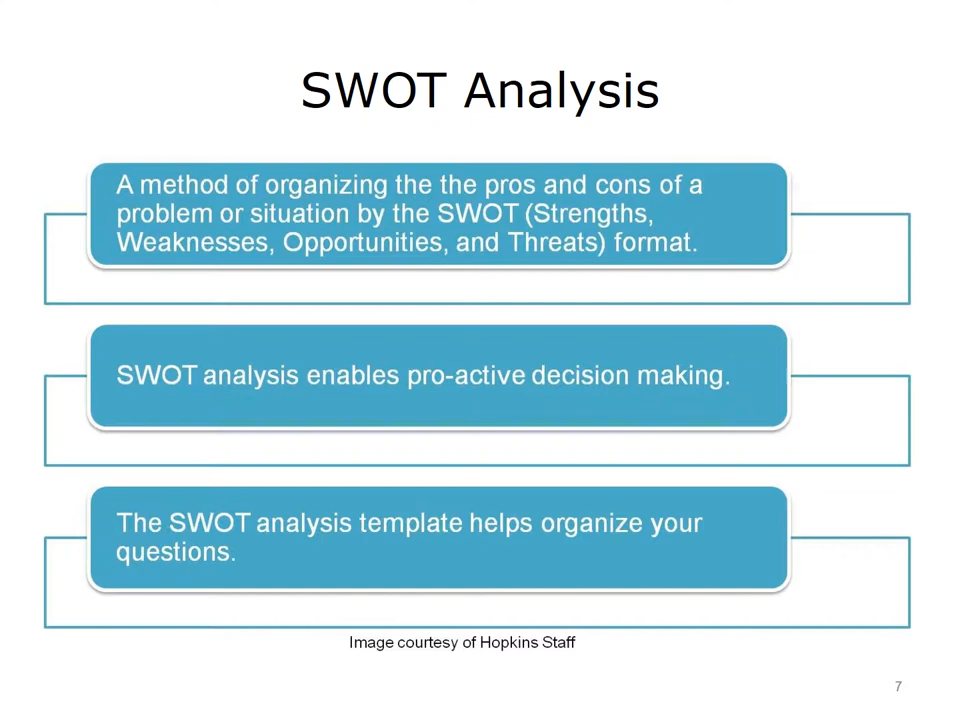 SWOT Analysis
A method of organizing the the pros and cons of a
problem or situation by the SWOT (Strengths,
Weaknesses, Opportunities, and Threats) format.
SWOT analysis enables pro-active decision making.
The SWOT analysis template helps organize your
questions.
Image courtesy of Hopkins Staff
7